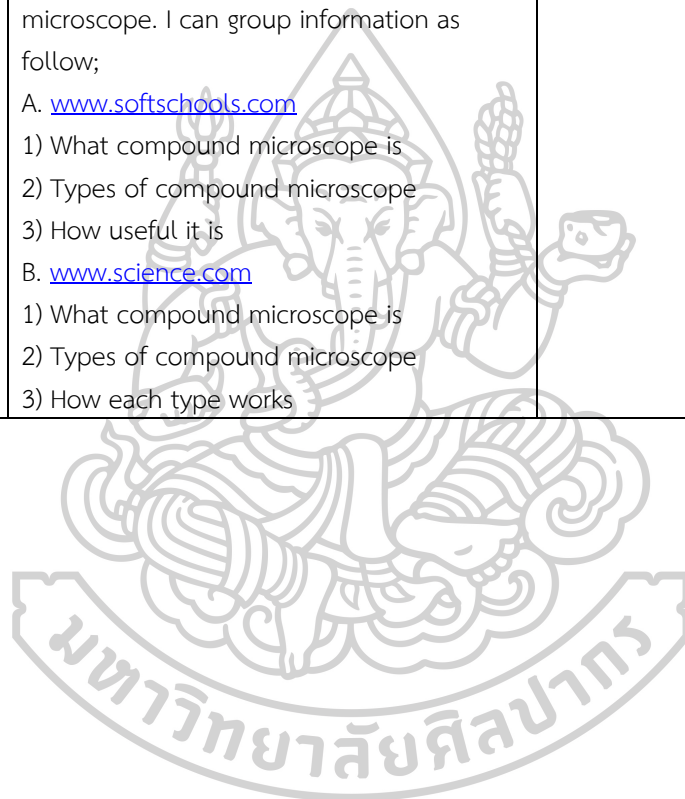 microscope. I can group information as
follow;
A. www.softschools.com
1) What compound microscope is
2) Types of compound microscope
3) How useful it is
B. www.science.com
1) What compound microscope is
2) Types of compound microscope
3) How each type works
มหาวิทยาลัยศิลปากร